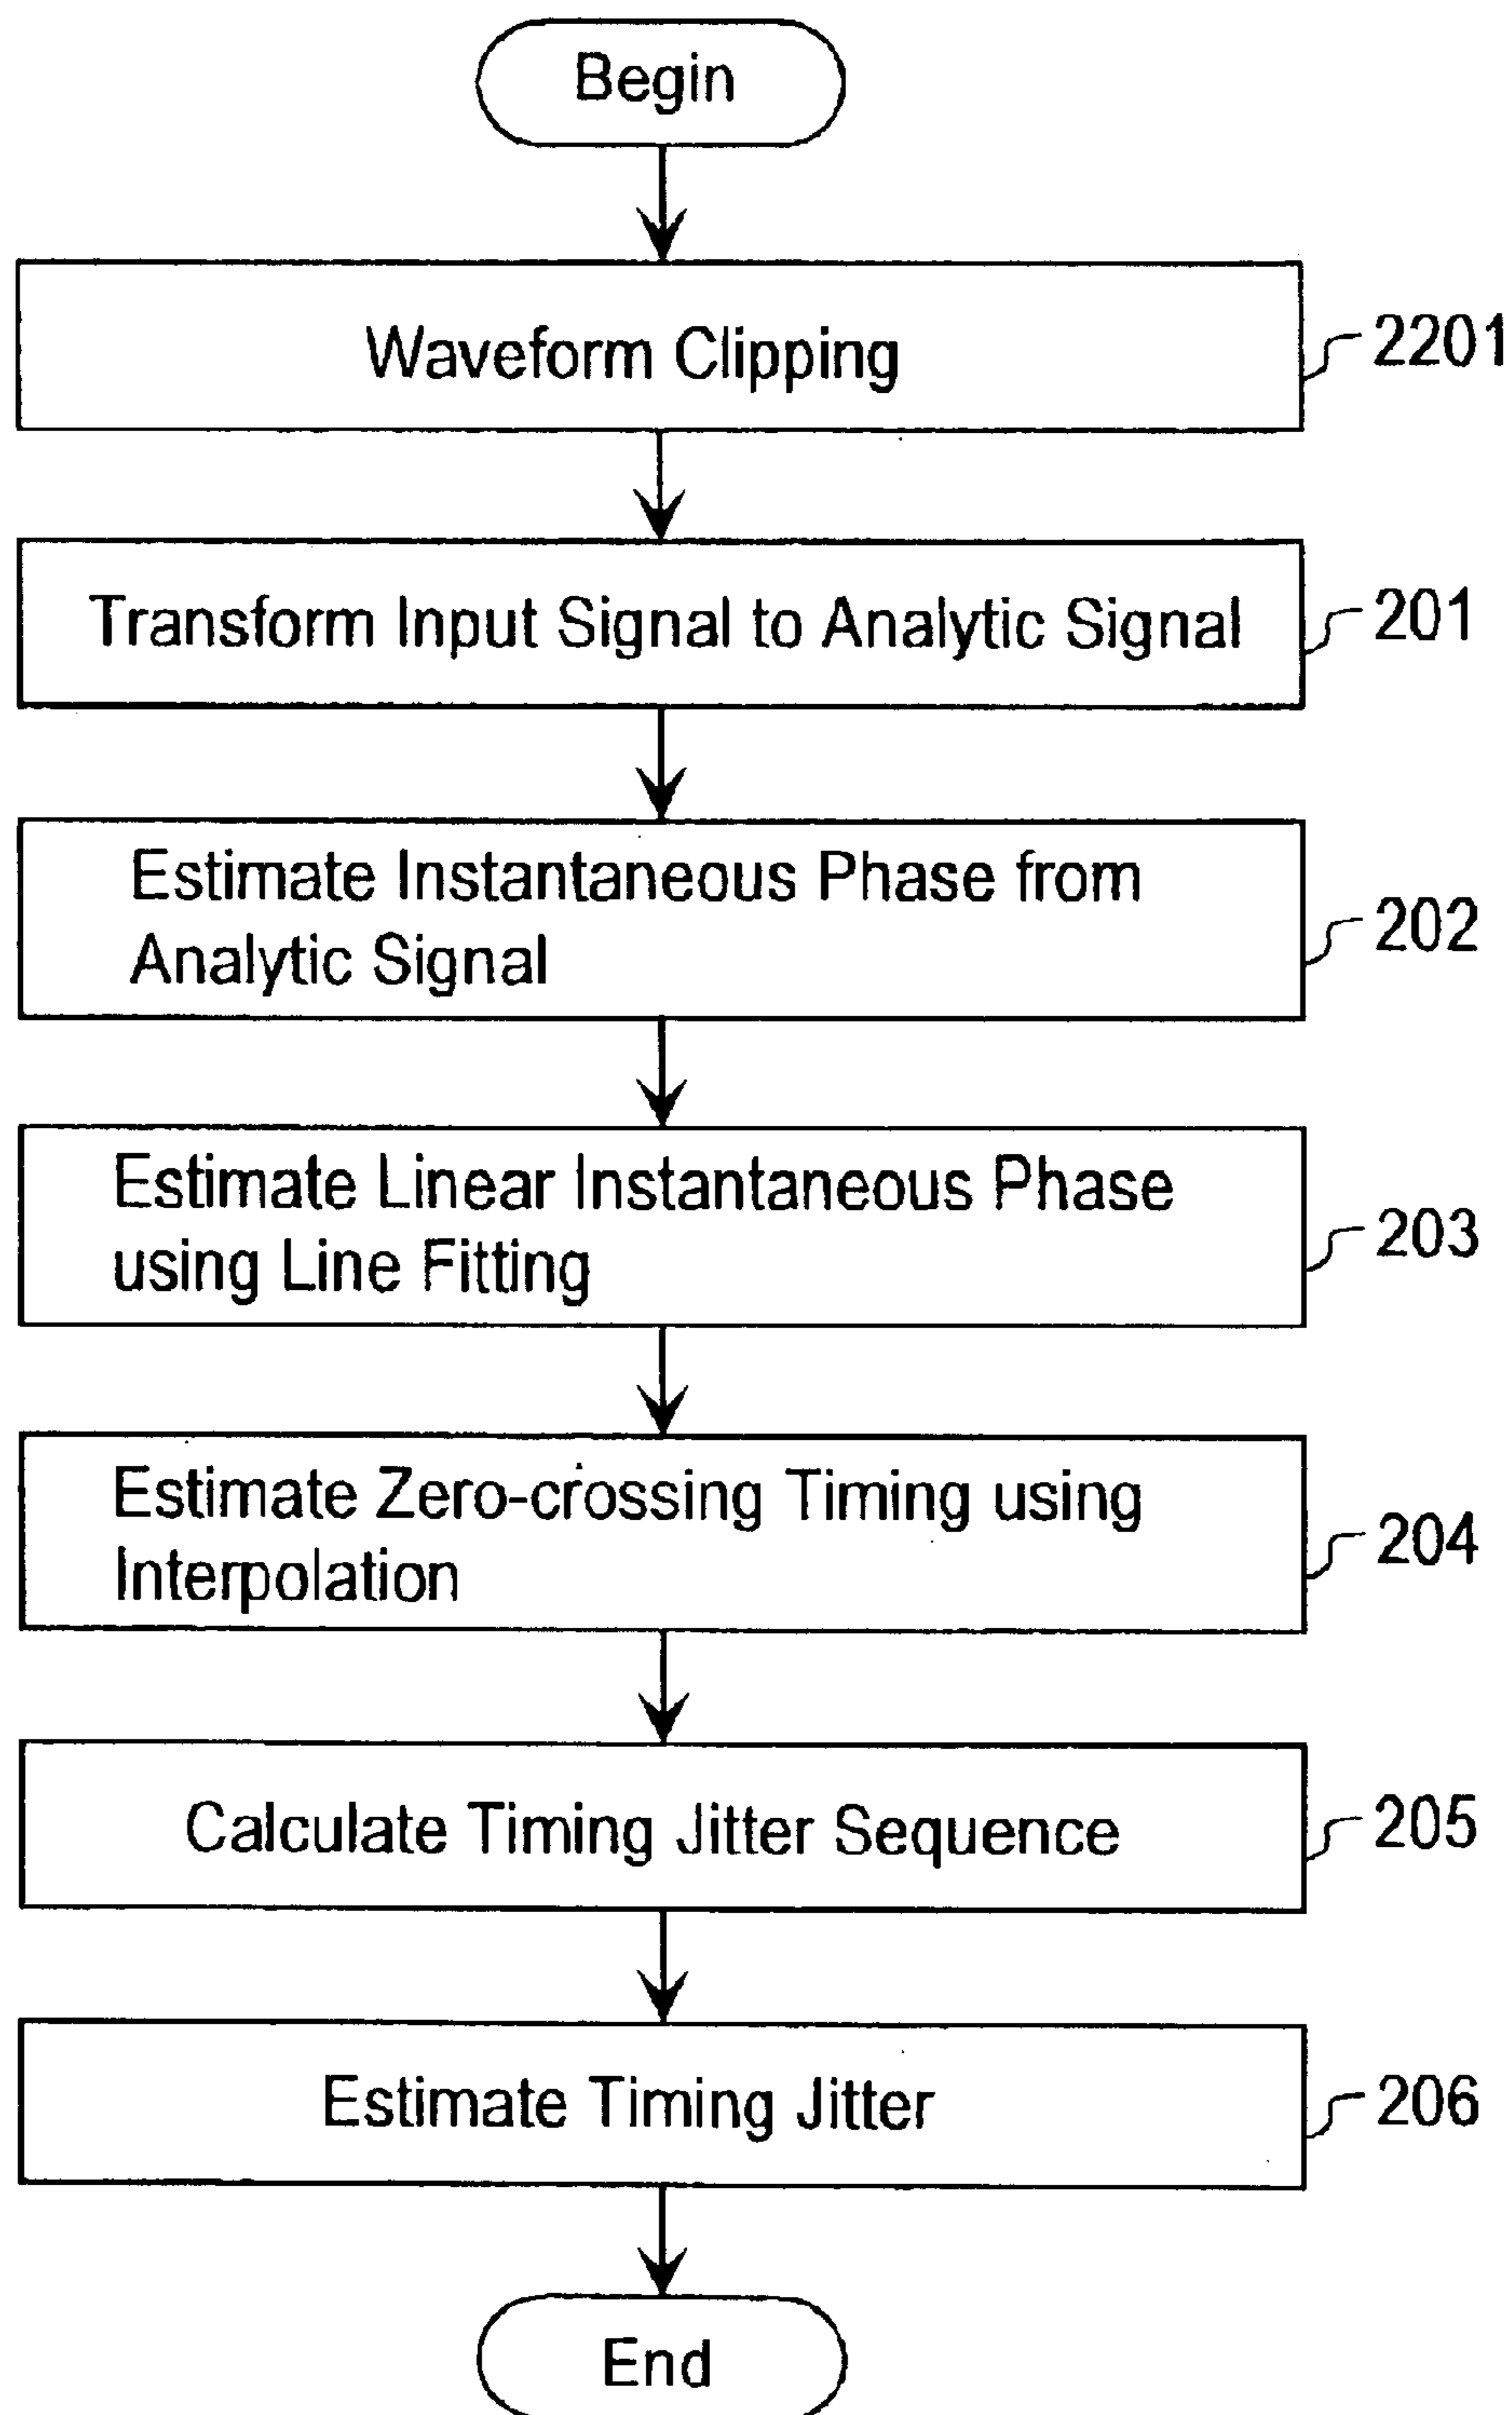 Begin
Waveform Clipping
2201
Transform Input Signal to Analytic Signal
201
Estimate Instantaneous Phase from
Analytic Signal
202
Estimate Linear Instantaneous Phase
using Line Fitting
203
Estimate Zero-crossing Timing using
Interpolation
204
Calculate Timing Jitter Sequence
205
Estimate Timing Jitter
206
End